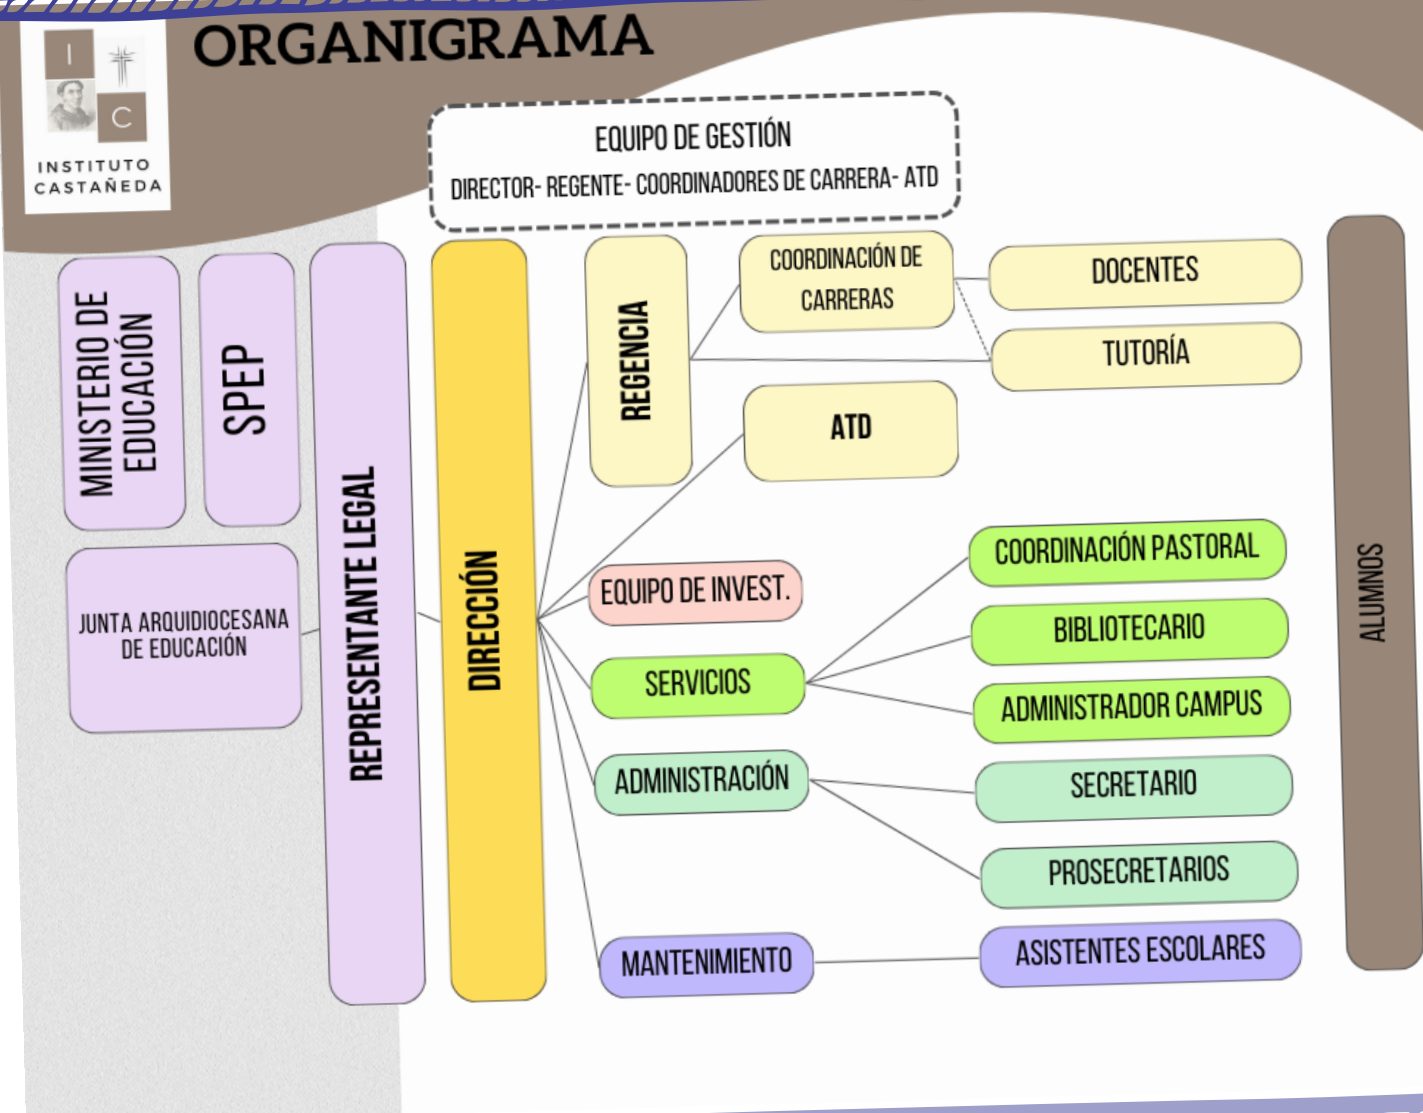 ORGANIGRAMA
I
C
INSTITUTO
CASTAÑEDA
EQUIPO DE GESTIÓN
DIRECTOR- REGENTE- COORDINADORES DE CARRERA- ATD
MINISTERIO DE
EDUCACIÓN
SPEP
JUNTA ARQUIDIOCESANA
DE EDUCACIÓN
REPRESENTANTE LEGAL
DIRECCIÓN
REGENCIA
COORDINACIÓN DE
CARRERAS
DOCENTES
TUTORÍA
ATD
EQUIPO DE INVEST.
SERVICIOS
COORDINACIÓN PASTORAL
BIBLIOTECARIO
ADMINISTRADOR CAMPUS
ADMINISTRACIÓN
SECRETARIO
PROSECRETARIOS
MANTENIMIENTO
ASISTENTES ESCOLARES
ALUMNOS